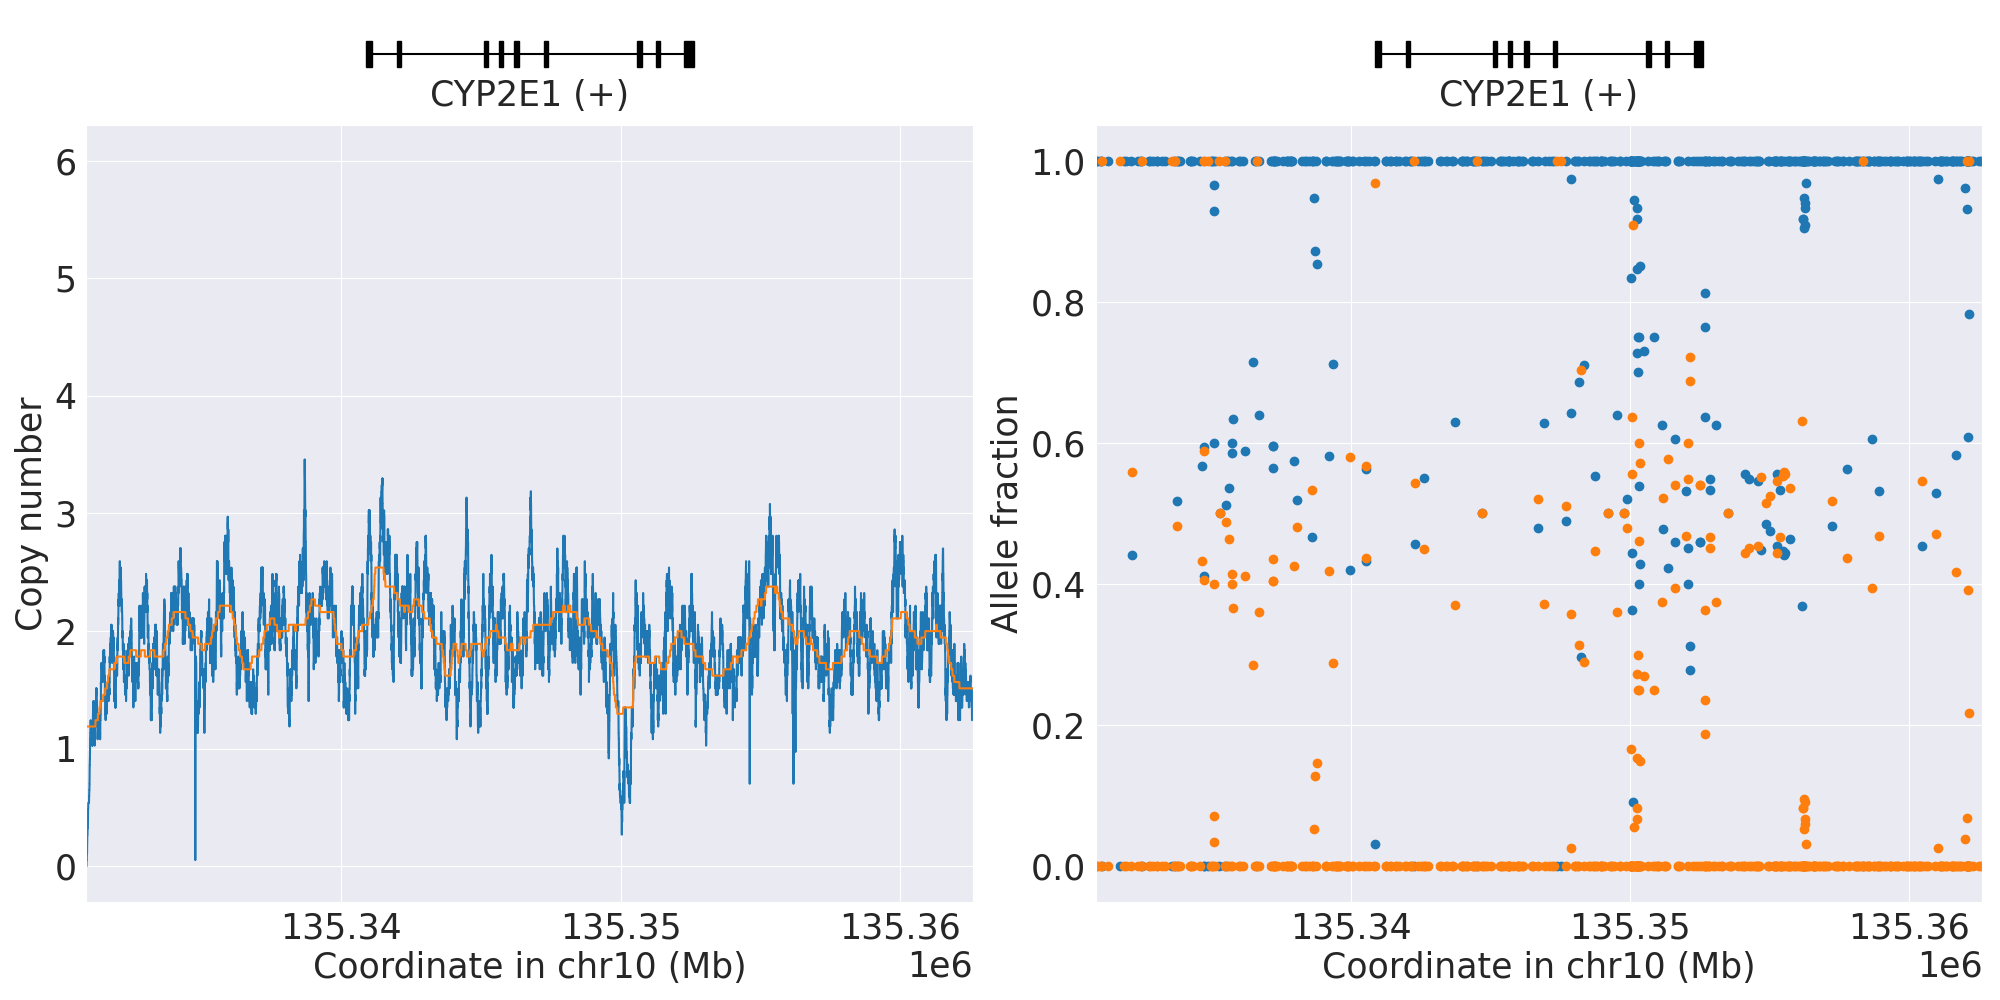 CYP2E1 (+)
Copy number
6
5
4
3
2
1
0
135.34
135.35
135.36
Coordinate in chr10 (Mb)
1e6
CYP2E1 (+)
Allele fraction
1.0
0.8
0.6
0.4
0.2
0.0
135.34
135.35
135.36
Coordinate in chr10 (Mb)
1e6